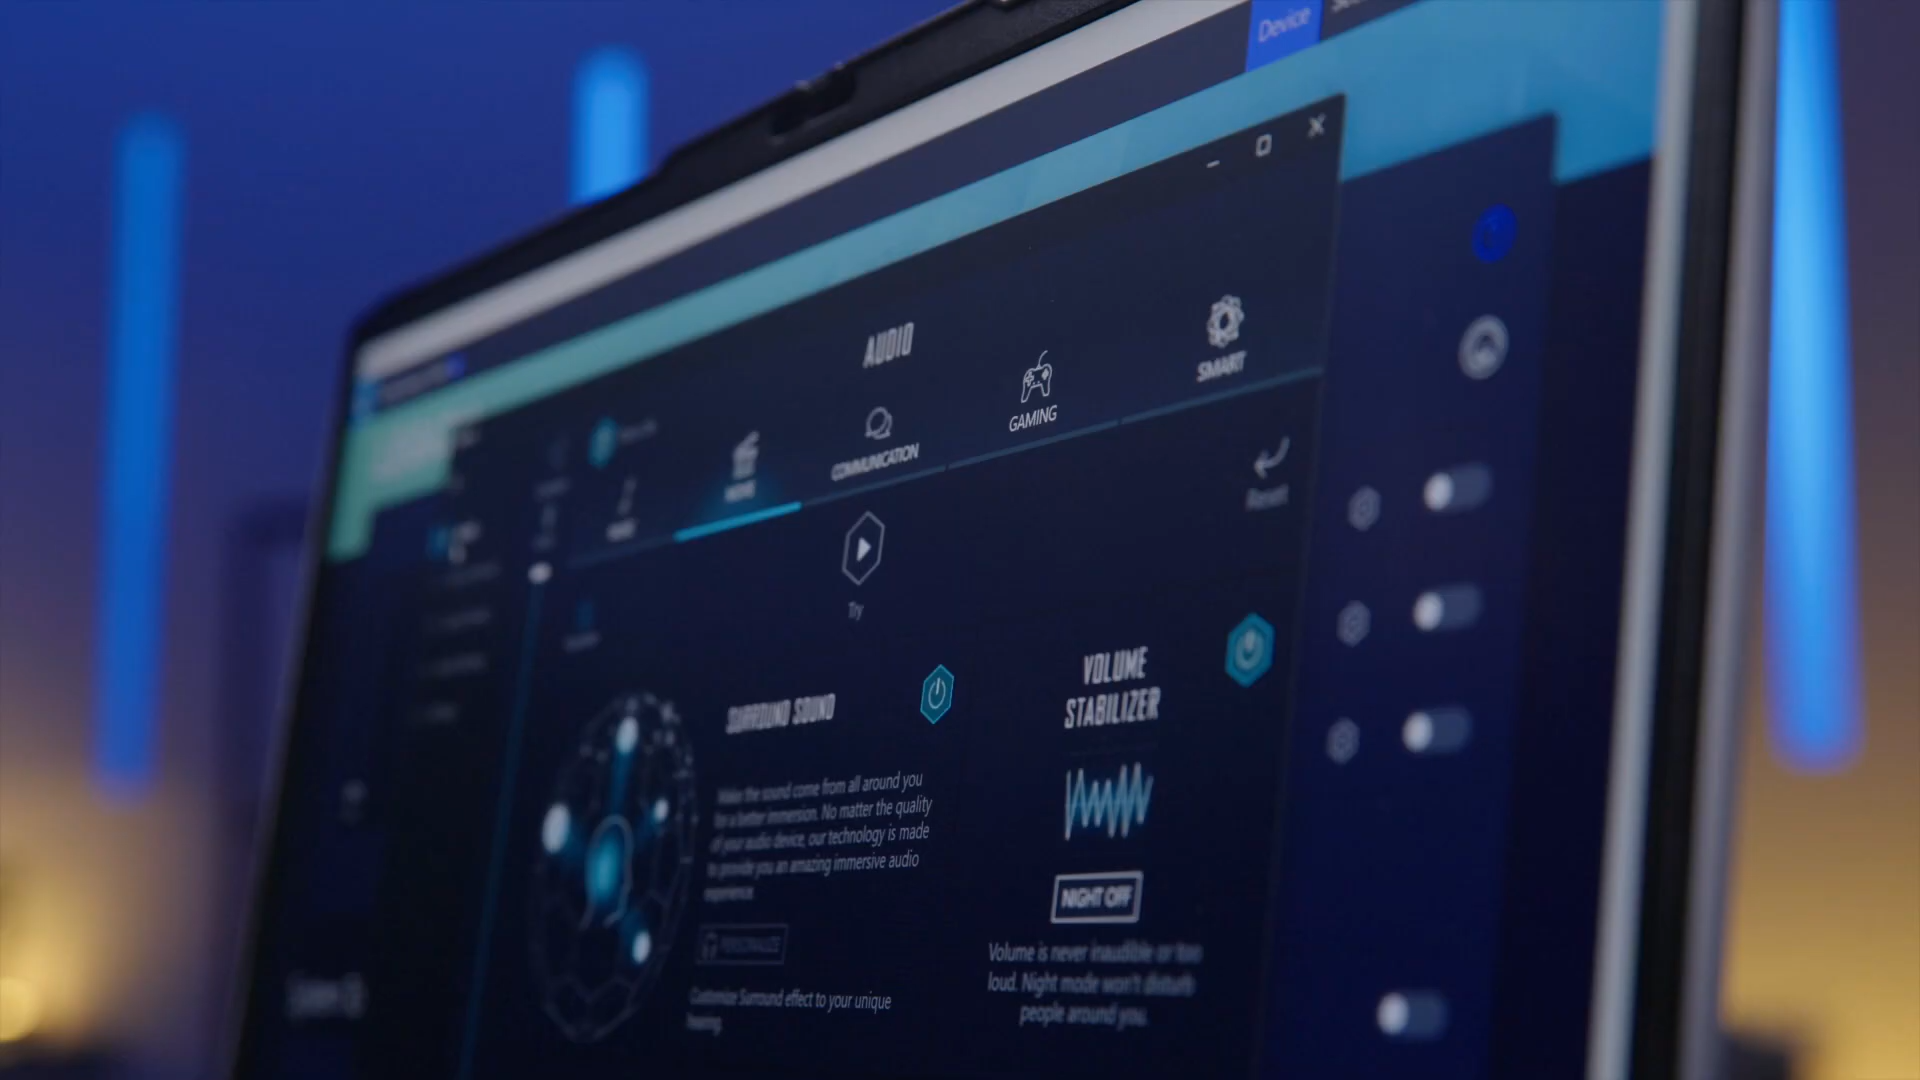 Device
AUDIO
MUSIC
MOVIE
COMMUNICATION
GAMING
SMART
Reset
Try
SURROUND SOUND
Make the sound come from all around you
for a better immersion. No matter the quality
of your audio device, our technology is made
to provide you an amazing immersive audio
experience.
PERSONALIZE
Customize Surround effect to your unique
hearing.
VOLUME
STABILIZER
NIGHT OFF
Volume is never inaudible or too
loud. Night mode won't disturb
people around you.